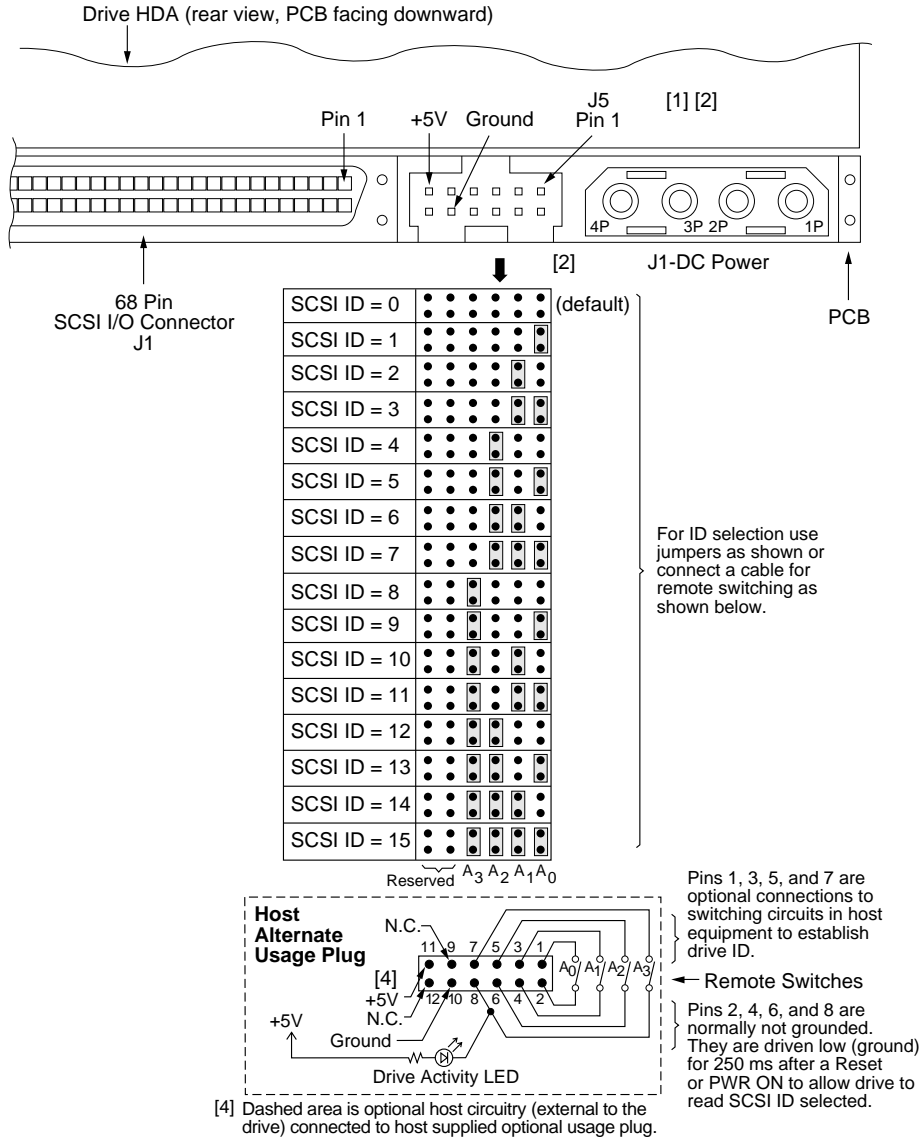 Drive HDA (rear view, PCB facing downward)
J5 [1] [2]
Pin 1 +5V Ground Pin 1
4P 3P 2P 1P
[2] J1-DC Power
68 Pin
SCSI I/O Connector
J1
PCB
SCSI ID = 0 (default)
SCSI ID = 1
SCSI ID = 2
SCSI ID = 3
SCSI ID = 4
SCSI ID = 5
SCSI ID = 6
SCSI ID = 7
SCSI ID = 8
SCSI ID = 9
SCSI ID = 10
SCSI ID = 11
SCSI ID = 12
SCSI ID = 13
SCSI ID = 14
SCSI ID = 15
For ID selection use
jumpers as shown or
connect a cable for
remote switching as
shown below.
Reserved A3 A2 A1 A0
Host
Alternate
Usage Plug
N.C.
11 9 7 5 3 1
[4]
+5V
12 10 8 6 4 2
N.C.
Ground
+5V
A0 A1 A2 A3
Drive Activity LED
Pins 1, 3, 5, and 7 are
optional connections to
switching circuits in host
equipment to establish
drive ID.
Remote Switches
Pins 2, 4, 6, and 8 are
normally not grounded.
They are driven low (ground)
for 250 ms after a Reset
or PWR ON to allow drive to
read SCSI ID selected.
[4] Dashed area is optional host circuitry (external to the
drive) connected to host supplied optional usage plug.